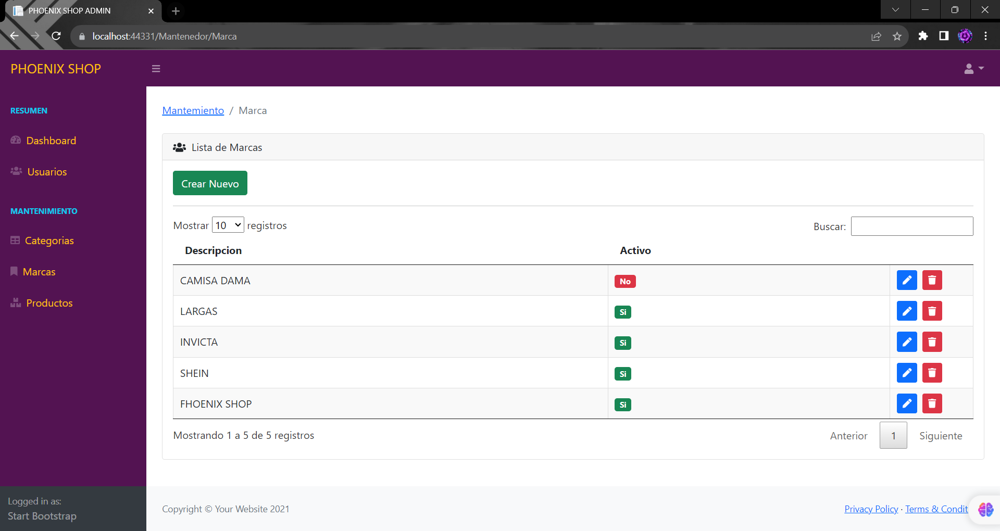 PHOENIX SHOP ADMIN
localhost:44331/Mantenedor/Marca
PHOENIX SHOP
RESUMEN
Dashboard
Usuarios
MANTENIMIENTO
Categorias
Marcas
Productos
Logged in as:
Start Bootstrap
Mantemiento / Marca
Lista de Marcas
Crear Nuevo
Mostrar 10 registros
Buscar:
Descripcion Activo
CAMISA DAMA No
LARGAS Si
INVICTA Si
SHEIN Si
FHOENIX SHOP Si
Mostrando 1 a 5 de 5 registros
Anterior 1 Siguiente
Copyright © Your Website 2021
Privacy Policy · Terms & Condit